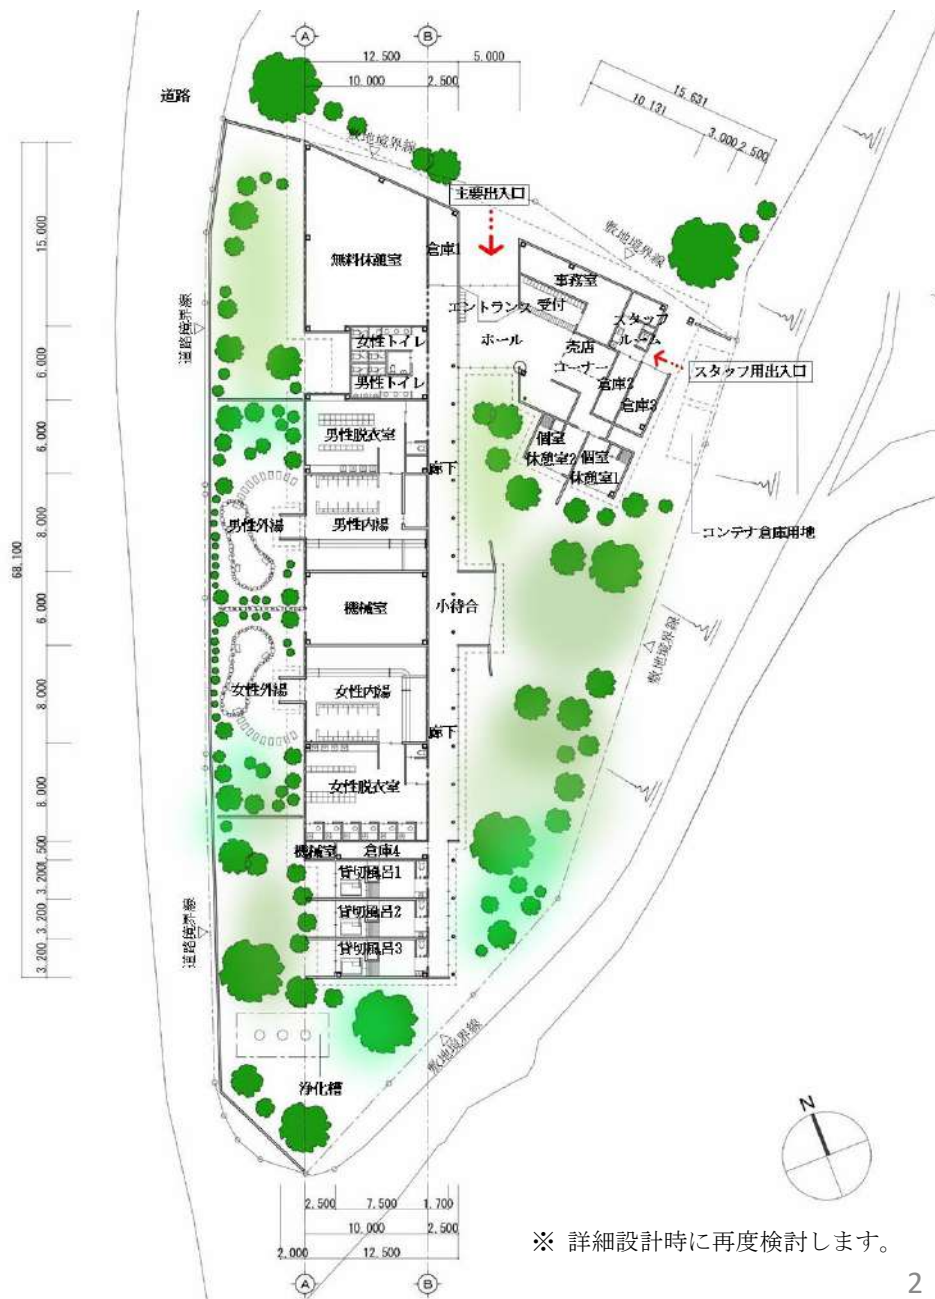 A
B
12.500
5.000
10.000
2.500
15.631
10.131
3.000
2.500
道路
敷地境界線
主要出入口
敷地境界線
15.000
無料休憩室
倉庫1
事務室
エントランス
受付
スタッフ
ルーム
ホール
道路境界線
6.000
女性トイレ
男性トイレ
売店
コーナー
倉庫2
倉庫3
スタッフ用出入口
6.000
男性脱衣室
廊下
個室
休憩室2
個室
休憩室1
8.000
男性外湯
男性内湯
コンテナ倉庫用地
68.100
6.000
機械室
小待合
敷地境界線
8.000
女性外湯
女性内湯
廊下
8.000
女性脱衣室
機械室
倉庫4
3.200
貸切風呂1
3.200
貸切風呂2
道路境界線
3.200
貸切風呂3
敷地境界線
浄化槽
N
2.500
7.500
1.700
10.000
2.500
2.000
12.500
A
B
※ 詳細設計時に再度検討します。
2